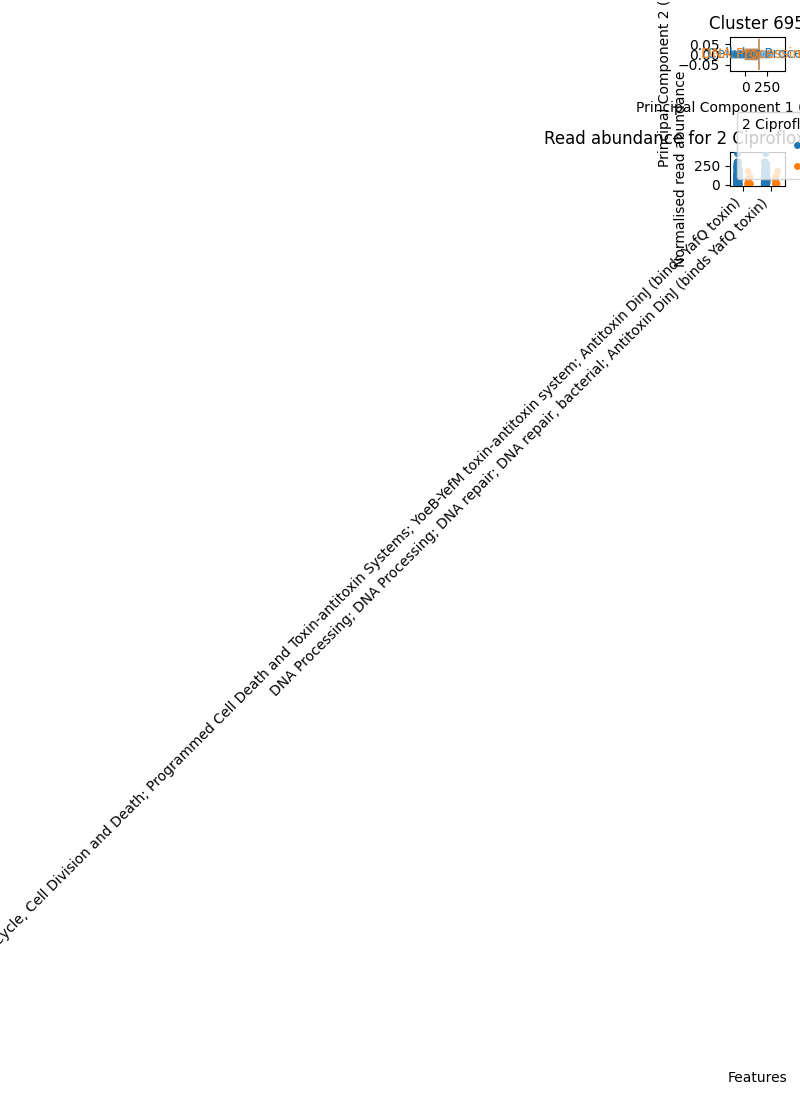 Cluster 695
Principal Component 2 (
0.05
0.00
−0.05
0 250
Principal Component 1 (
Normalised read abundance
2 Ciprofl
Read abundance for 2 Ciproflox
250
0
Cycle, Cell Division and Death; Programmed Cell Death and Toxin-antitoxin Systems; YoeB-YefM toxin-antitoxin system; Antitoxin DinJ (binds YafQ toxin)
DNA Processing; DNA Processing; DNA repair; DNA repair, bacterial; Antitoxin DinJ (binds YafQ toxin)
Features